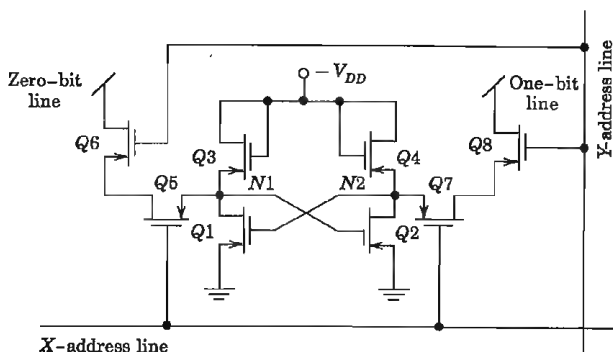 −V_DD
Zero-bit
line
One-bit
line
Y-address line
Q6
Q3
Q4
Q8
Q5
N1
N2
Q7
Q1
Q2
X-address line